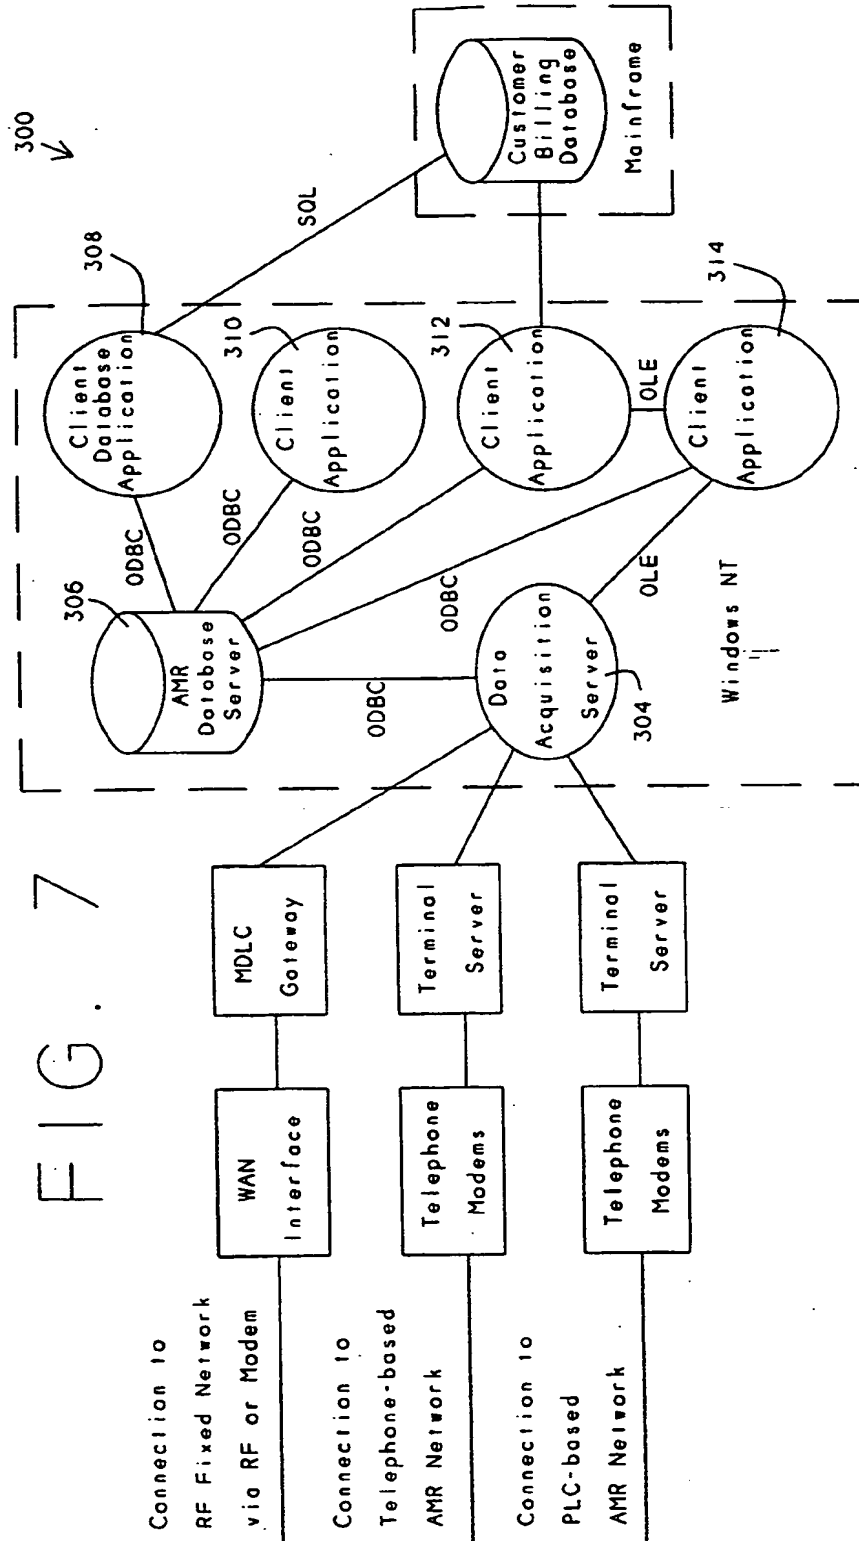 FIG. 7
300
Connection to
RF Fixed Network
via RF or Modem
WAN
Interface
MDLC
Gateway
Connection to
Telephone-based
AMR Network
Telephone
Modems
Terminal
Server
Connection to
PLC-based
AMR Network
Telephone
Modems
Terminal
Server
306
AMR
Database
Server
ODBC
Data
Acquisition
Server
304
ODBC
ODBC
ODBC
ODBC
OLE
Windows NT
308
Client
Database
Application
310
Client
Application
312
Client
Application
OLE
314
Client
Application
SQL
Customer
Billing
Database
Mainframe